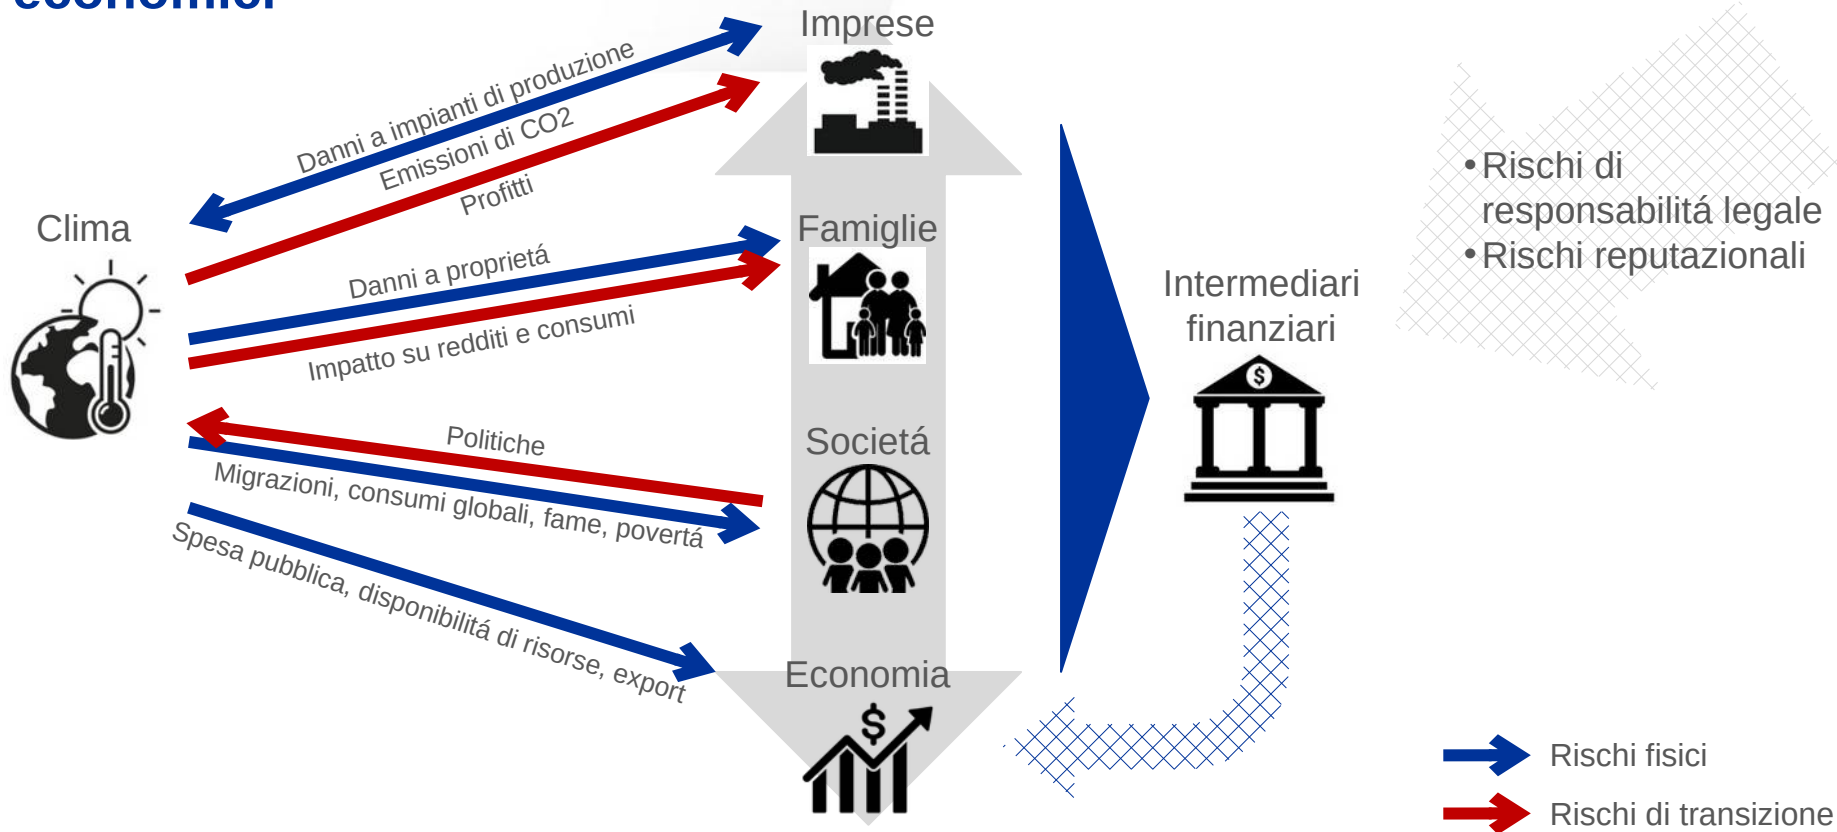 economici
Imprese
Danni a impianti di produzione
Emissioni di CO2
Profitti
Clima
Famiglie
Danni a proprietá
Impatto su redditi e consumi
Societá
Politiche
Migrazioni, consumi globali, fame, povertá
Spesa pubblica, disponibilitá di risorse, export
Economia
$
Intermediari
finanziari
$
•Rischi di
responsabilitá legale
•Rischi reputazionali
Rischi fisici
Rischi di transizione